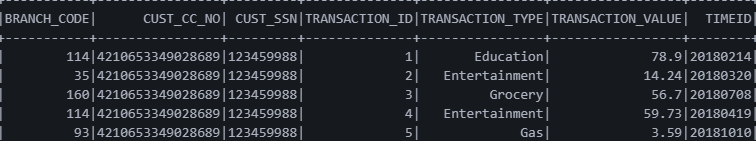 BRANCH_CODE|      CUST_CC_NO| CUST_SSN|TRANSACTION_ID|TRANSACTION_TYPE|TRANSACTION_VALUE|  TIMEID|
-----------+----------------+---------+--------------+----------------+-----------------+--------+
        114|4210653349028689|123459988|             1|       Education|             78.9|20180214|
         35|4210653349028689|123459988|             2|   Entertainment|            14.24|20180320|
        160|4210653349028689|123459988|             3|         Grocery|             56.7|20180708|
        114|4210653349028689|123459988|             4|   Entertainment|            59.73|20180419|
         93|4210653349028689|123459988|             5|             Gas|             3.59|20181010|